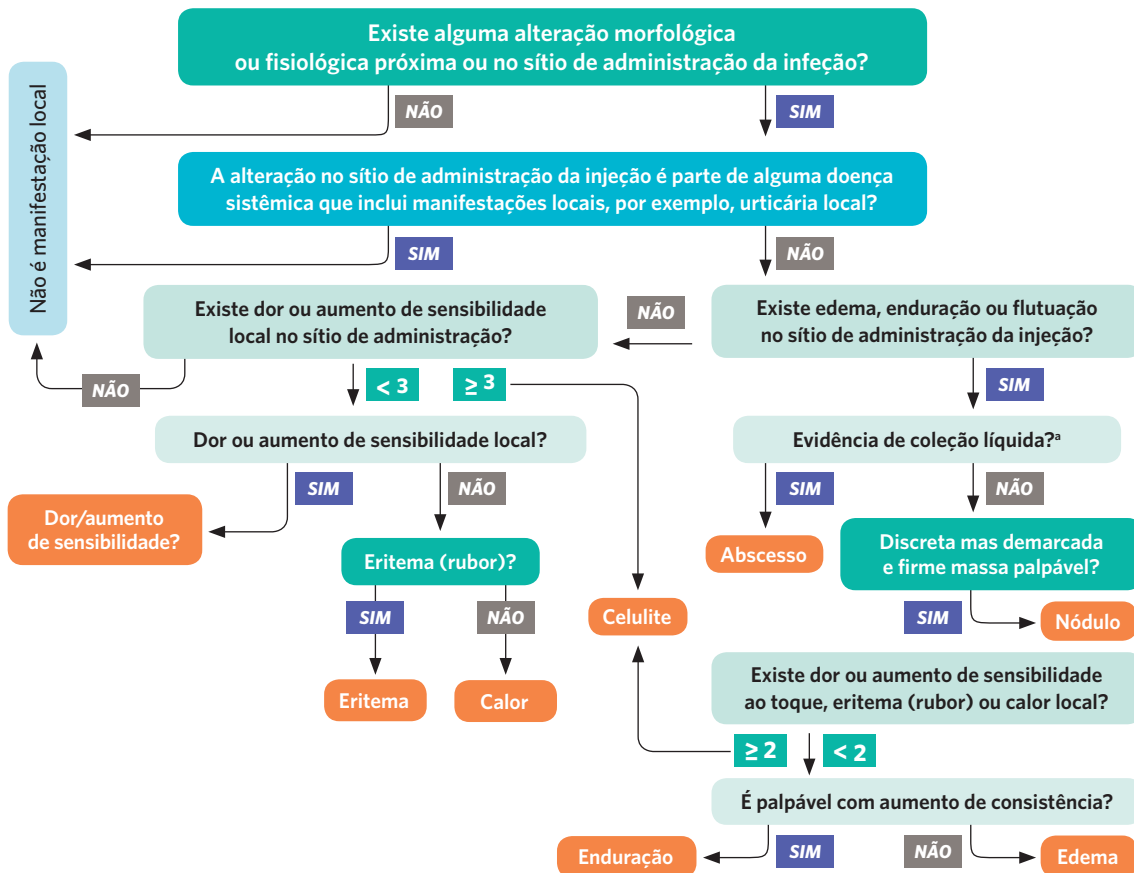 Existe alguma alteração morfológica
ou fisiológica próxima ou no sítio de administração da infeção?
Não é manifestação local
NÃO
SIM
A alteração no sítio de administração da injeção é parte de alguma doença
sistêmica que inclui manifestações locais, por exemplo, urticária local?
SIM
NÃO
Existe dor ou aumento de sensibilidade
local no sítio de administração?
NÃO
Existe edema, enduração ou flutuação
no sítio de administração da injeção?
NÃO
< 3
≥ 3
SIM
Dor ou aumento de sensibilidade local?
Evidência de coleção líquida?ª
SIM
NÃO
SIM
NÃO
Dor/aumento
de sensibilidade?
Eritema (rubor)?
Abscesso
Discreta mas demarcada
e firme massa palpável?
SIM
NÃO
Celulite
SIM
Nódulo
Eritema
Calor
Existe dor ou aumento de sensibilidade
ao toque, eritema (rubor) ou calor local?
≥ 2
< 2
É palpável com aumento de consistência?
Enduração
SIM
NÃO
Edema